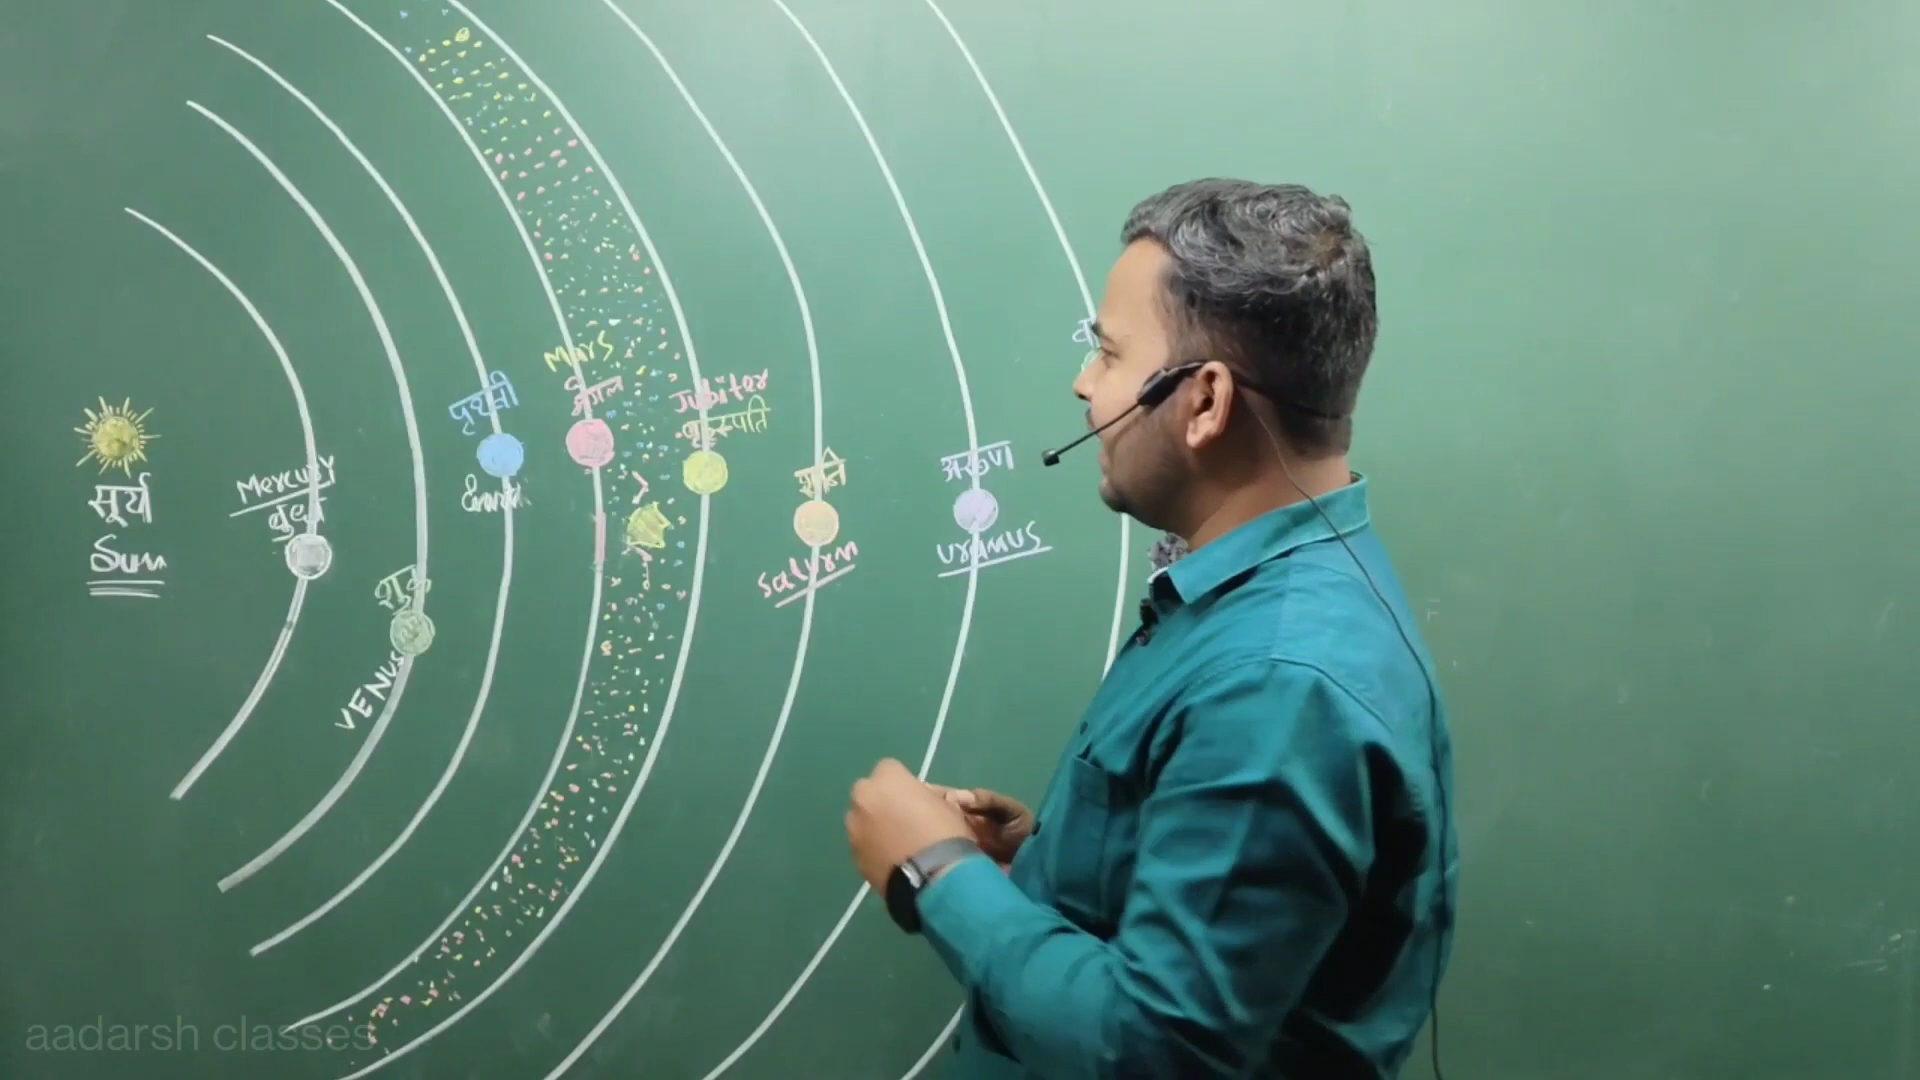 सूर्य
Sun
Mercury
बुध
शुक्र
VENUS
पृथ्वी
Earth
Mars
मंगल
Jubiter
बृहस्पति
शनि
Saturn
अरुण
Uranus
aadarsh classes